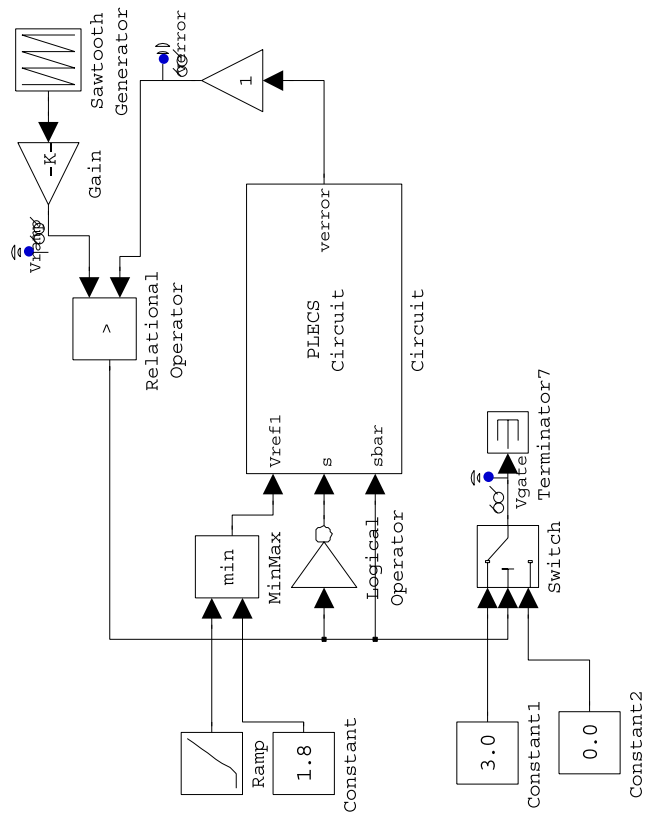 Vramp
-K-
Gain
Sawtooth
Generator
>
Relational
Operator
verror
1
min
MinMax
Ramp
1.8
Constant
Vref1
s
sbar
PLECS
Circuit
verror
Circuit
Logical
Operator
3.0
Constant1
Vgate
Terminator7
Switch
0.0
Constant2